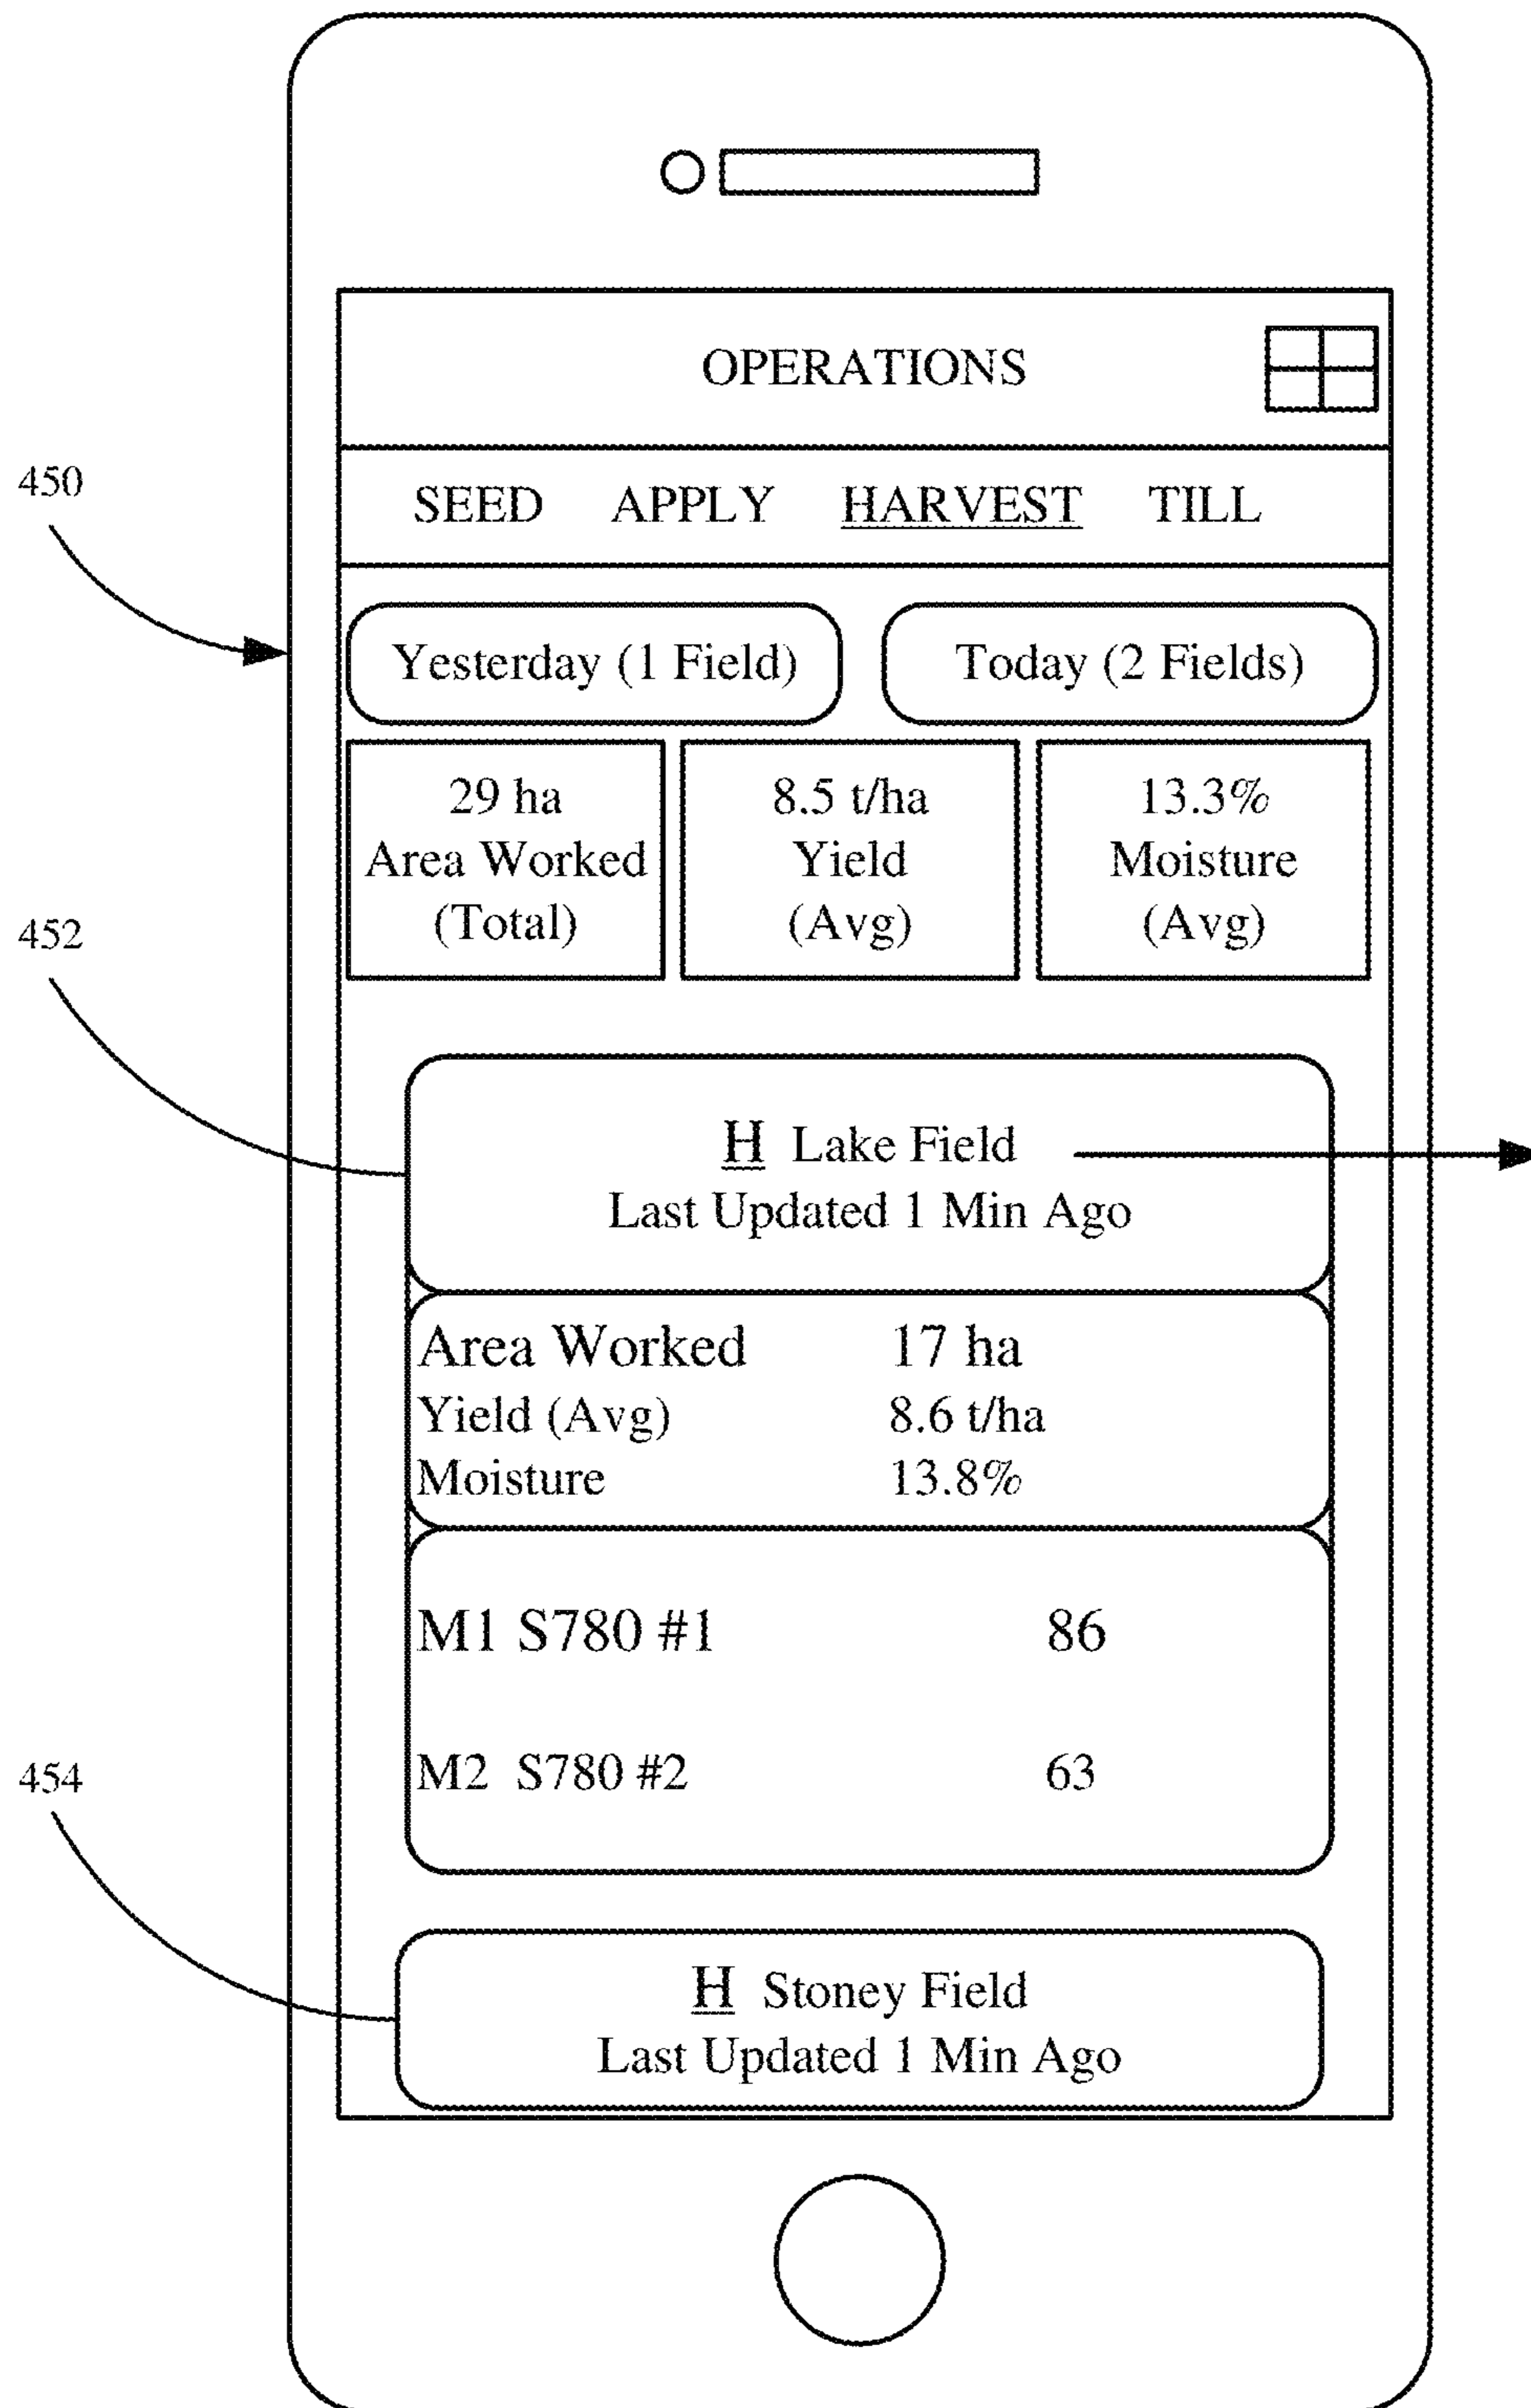 OPERATIONS
450
SEED APPLY HARVEST TILL
Yesterday (1 Field) Today (2 Fields)
29 ha
Area Worked
(Total)
8.5 t/ha
Yield
(Avg)
13.3%
Moisture
(Avg)
452
H Lake Field
Last Updated 1 Min Ago
Area Worked 17 ha
Yield (Avg) 8.6 t/ha
Moisture 13.8%
M1 S780 #1 86
M2 S780 #2 63
454
H Stoney Field
Last Updated 1 Min Ago